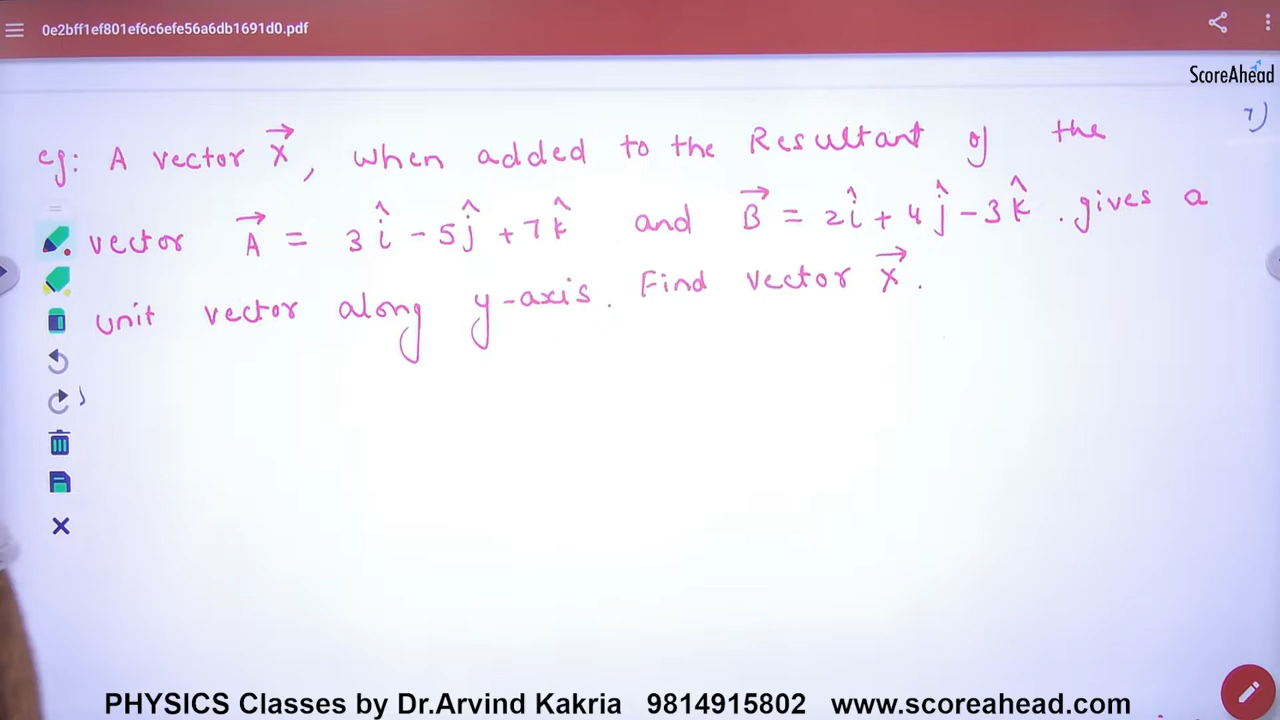 0e2bff1ef801ef6c6efe56a6db1691d0.pdf
ScoreAhead
7)
eg: A vector X⃗, when added to the Resultant of the
vector A⃗ = 3î - 5ĵ + 7k̂ and B⃗ = 2î + 4ĵ - 3k̂ . gives a
unit vector along y-axis. Find vector X⃗.
PHYSICS Classes by Dr.Arvind Kakria 9814915802 www.scoreahead.com